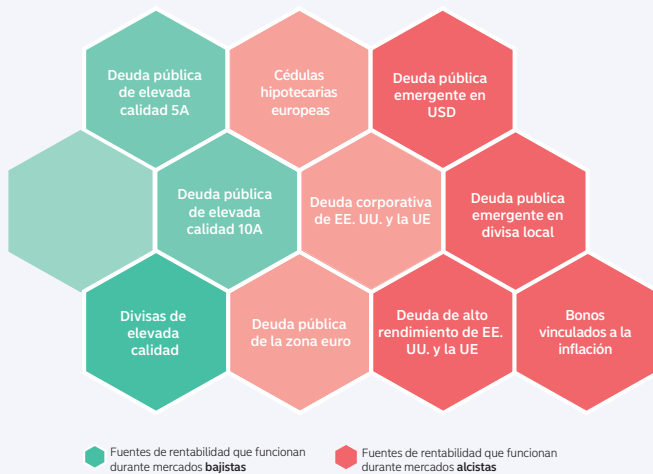 Deuda pública
de elevada
calidad 5A
Cédulas
hipotecarias
europeas
Deuda pública
emergente en
USD
Deuda pública
de elevada
calidad 10A
Deuda corporativa
de EE. UU. y la UE
Deuda publica
emergente en
divisa local
Divisas de
elevada
calidad
Deuda pública
de la zona euro
Deuda de alto
rendimiento de EE.
UU. y la UE
Bonos
vinculados a la
inflación
Fuentes de rentabilidad que funcionan
durante mercados bajistas
Fuentes de rentabilidad que funcionan
durante mercados alcistas